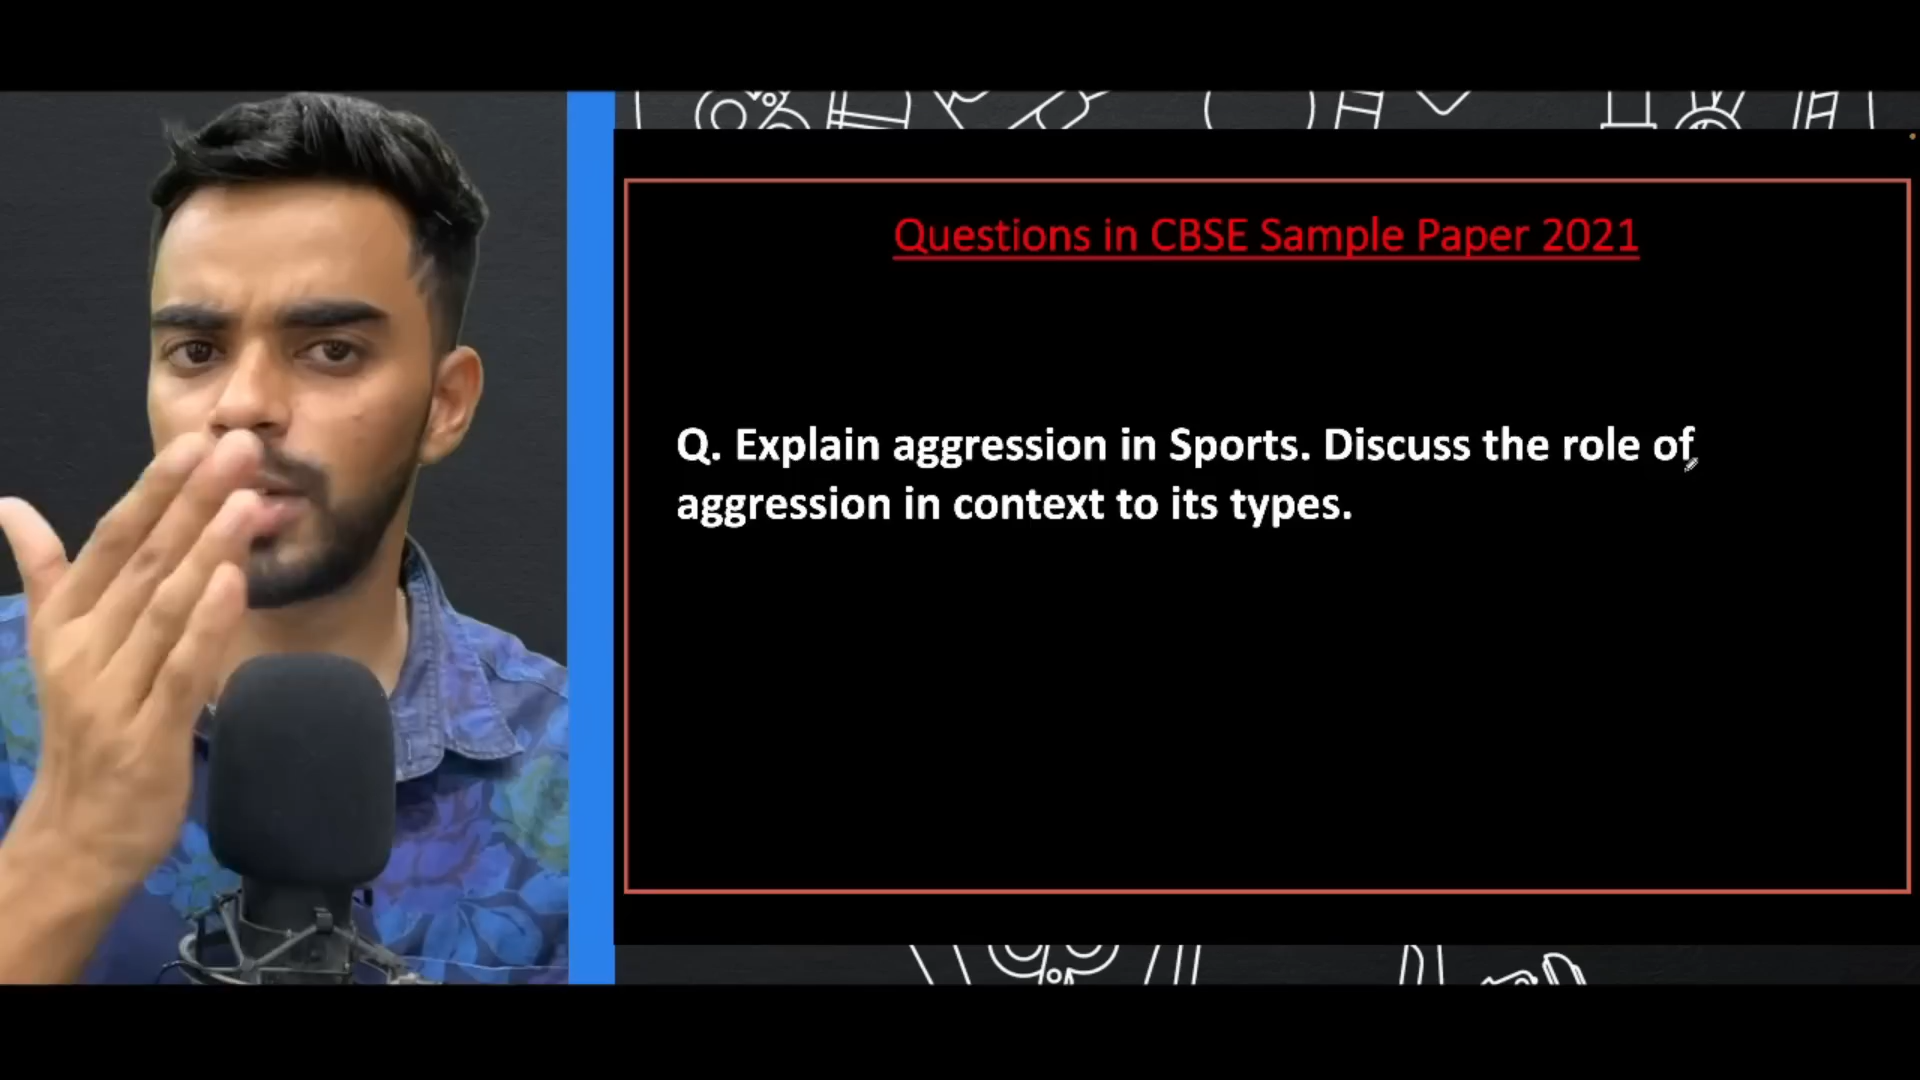 Questions in CBSE Sample Paper 2021
Q. Explain aggression in Sports. Discuss the role of
aggression in context to its types.